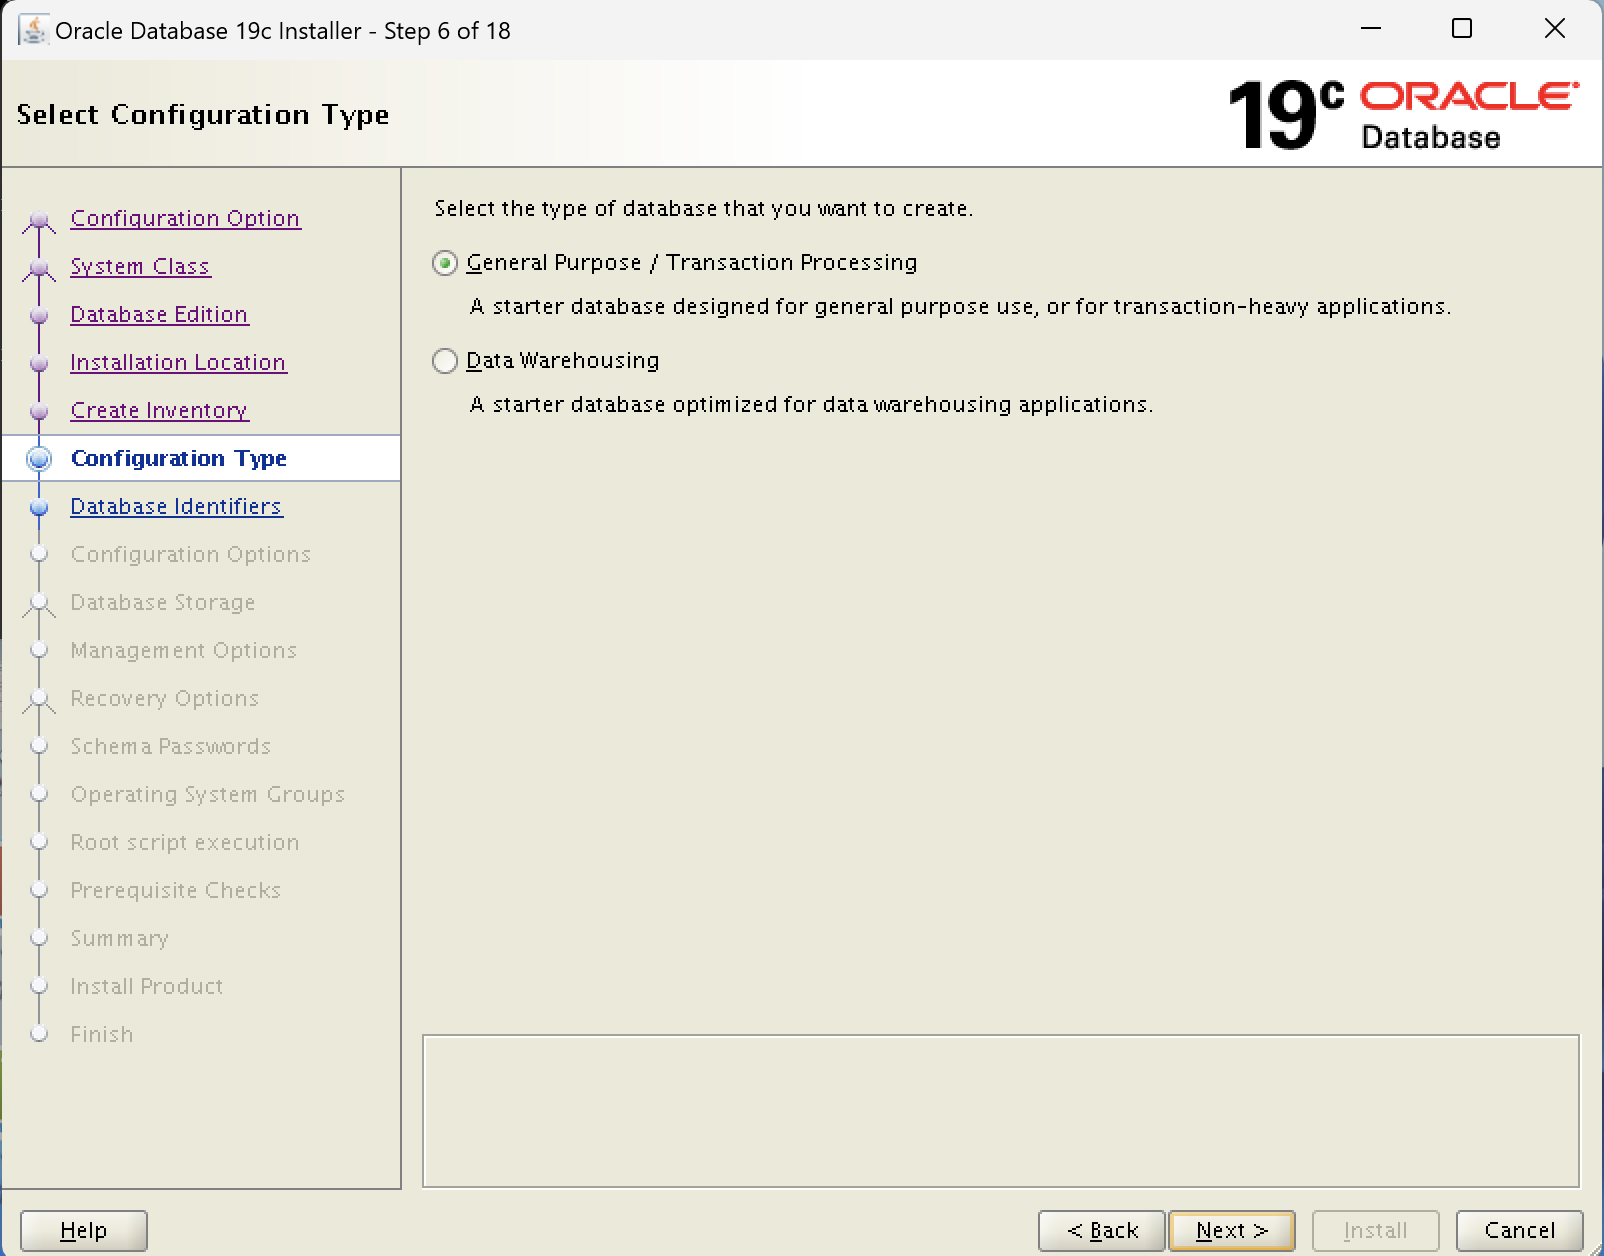 Oracle Database 19c Installer - Step 6 of 18
Select Configuration Type
19c ORACLE
Database
Configuration Option
System Class
Database Edition
Installation Location
Create Inventory
Configuration Type
Database Identifiers
Configuration Options
Database Storage
Management Options
Recovery Options
Schema Passwords
Operating System Groups
Root script execution
Prerequisite Checks
Summary
Install Product
Finish
Select the type of database that you want to create.
General Purpose / Transaction Processing
A starter database designed for general purpose use, or for transaction-heavy applications.
Data Warehousing
A starter database optimized for data warehousing applications.
Help
< Back
Next >
Install
Cancel